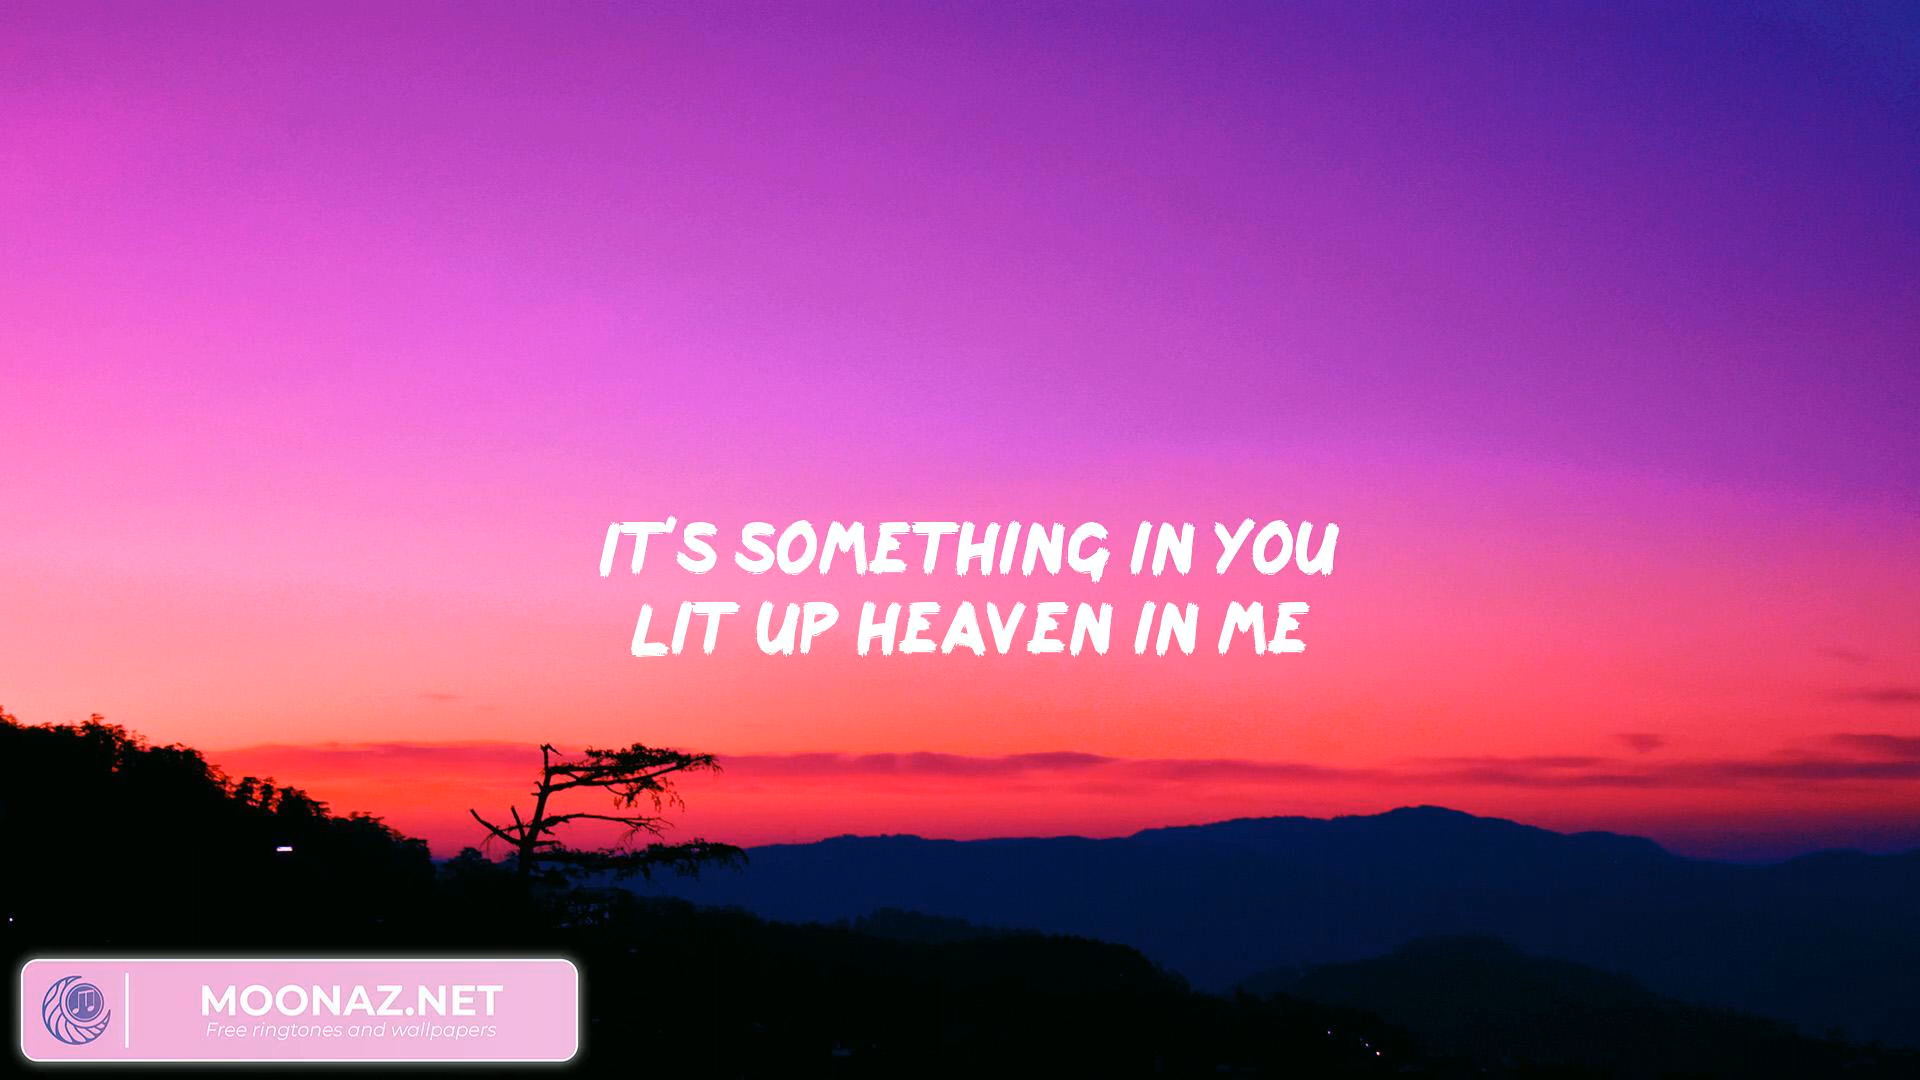 IT'S SOMETHING IN YOU
LIT UP HEAVEN IN ME
MOONAZ.NET
Free ringtones and wallpapers